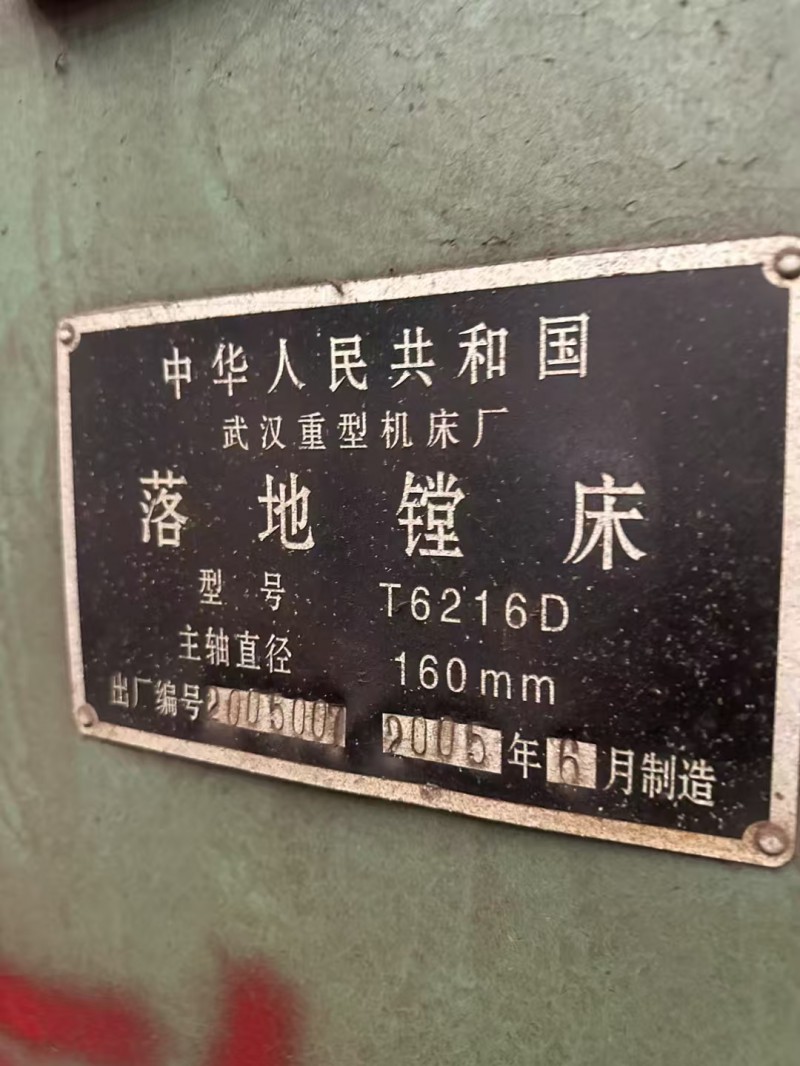 中华人民共和国
武汉重型机床厂
落地镗床
型号 T6216D
主轴直径 160mm
出厂编号2005007 2005年6月制造